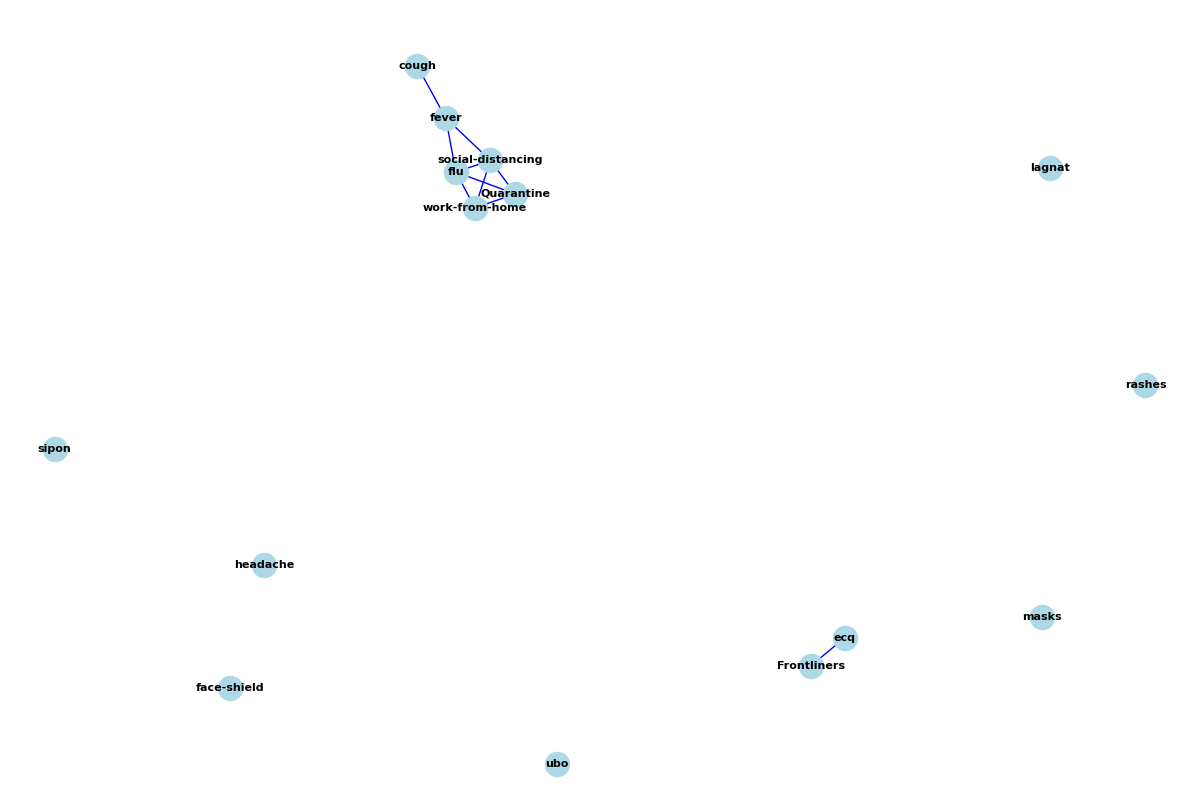 cough
fever
social-distancing
flu
Quarantine
work-from-home
lagnat
rashes
sipon
headache
masks
ecq
Frontliners
face-shield
ubo